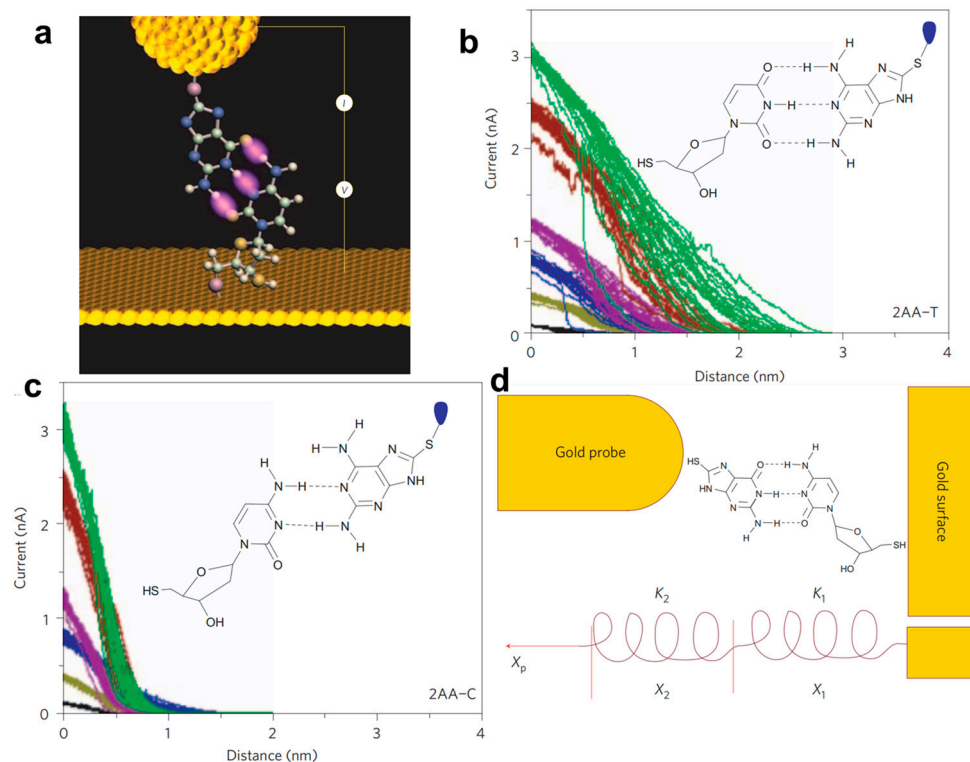 a
I
V
b
Current (nA)
3
2
1
0
0
1
2
3
4
Distance (nm)
O
H
H
N
S
N
H
N
N
NH
N
O
H
N
N
H
O
HS
OH
2AA–T
c
Current (nA)
3
2
1
0
0
1
2
3
4
Distance (nm)
H
H
N
S
H
N
H
N
N
NH
N
N
H
N
H
N
O
O
HS
OH
2AA–C
d
Gold probe
Gold surface
HS
N
O
H
H
N
HN
N
H
N
N
N
H
O
N
H
O
SH
HO
K2
K1
Xp
X2
X1